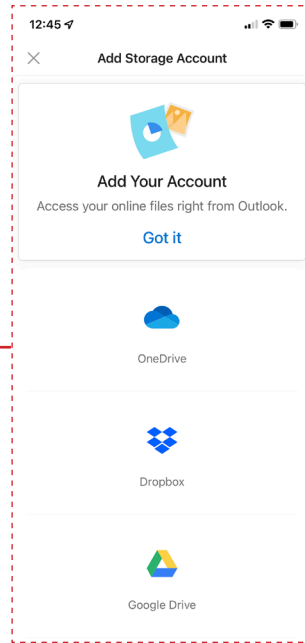 12:45
Add Storage Account
Add Your Account
Access your online files right from Outlook.
Got it
OneDrive
Dropbox
Google Drive